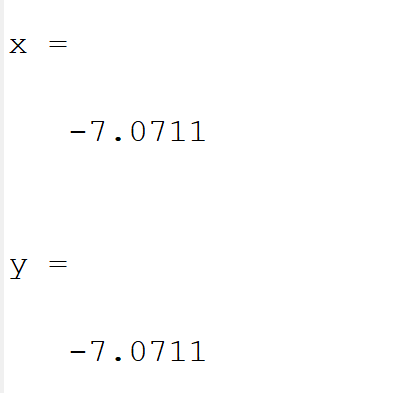 x =
-7.0711
y =
-7.0711